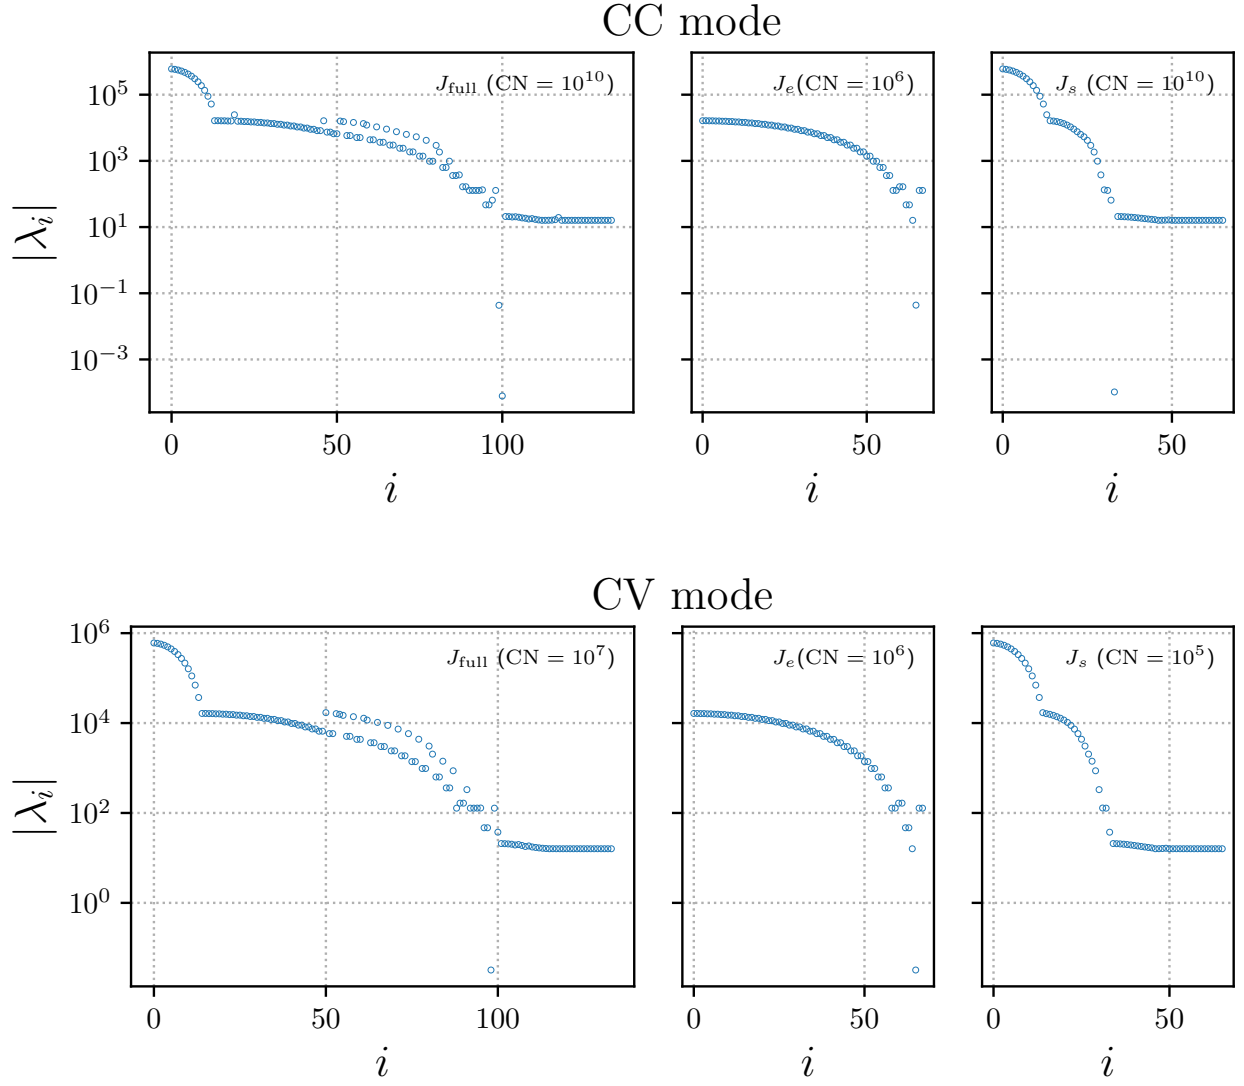 CC mode
J_full (CN = 10^10)
J_e(CN = 10^6)
J_s (CN = 10^10)
|λ_i|
10^5
10^3
10^1
10^−1
10^−3
0 50 100
0 50
0 50
i i i
CV mode
J_full (CN = 10^7)
J_e(CN = 10^6)
J_s (CN = 10^5)
|λ_i|
10^6
10^4
10^2
10^0
0 50 100
0 50
0 50
i i i